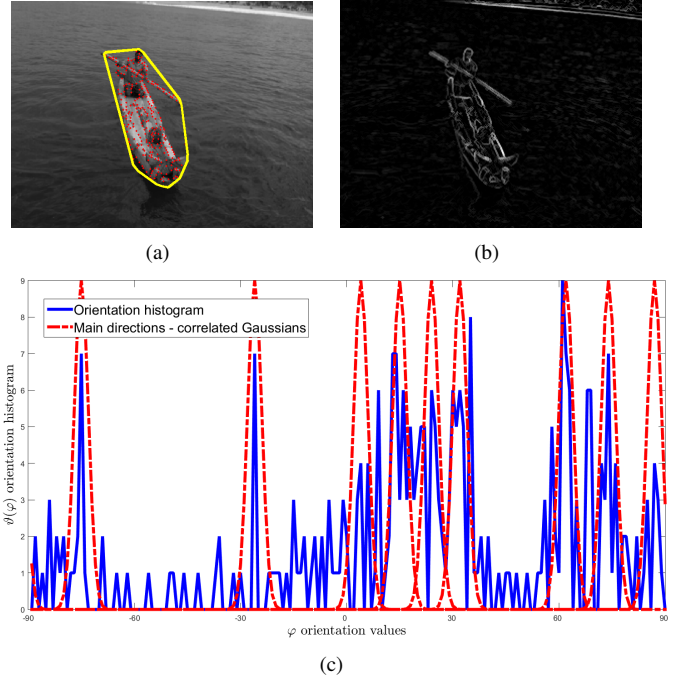 (a)
(b)
9
8
7
6
5
4
3
2
1
0
ϑ(φ) orientation histogram
Orientation histogram
Main directions - correlated Gaussians
-90
-60
-30
0
30
60
90
φ orientation values
(c)